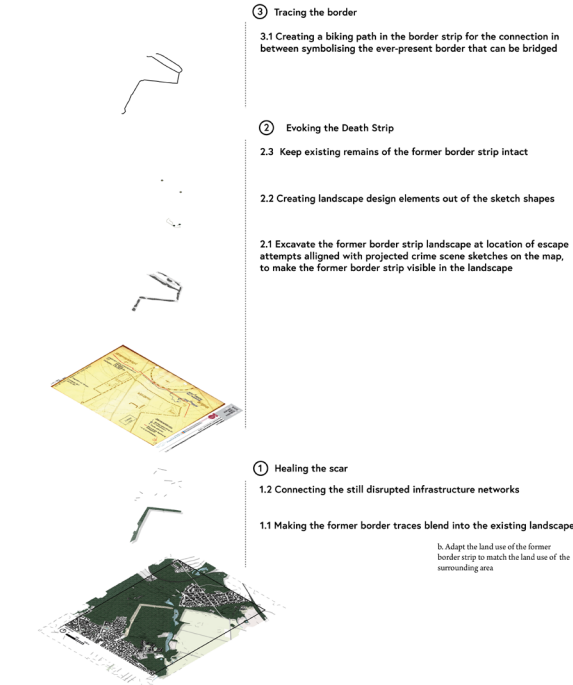 3 Tracing the border
3.1 Creating a biking path in the border strip for the connection in
between symbolising the ever-present border that can be bridged
2 Evoking the Death Strip
2.3 Keep existing remains of the former border strip intact
2.2 Creating landscape design elements out of the sketch shapes
2.1 Excavate the former border strip landscape at location of escape
attempts alligned with projected crime scene sketches on the map,
to make the former border strip visible in the landscape
1 Healing the scar
1.2 Connecting the still disrupted infrastructure networks
1.1 Making the former border traces blend into the existing landscape
b. Adapt the land use of the former
border strip to match the land use of the
surrounding area